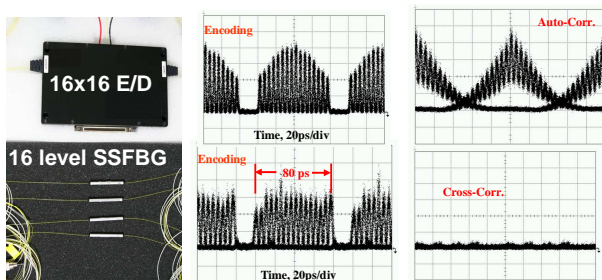 Encoding
Auto-Corr.
16x16 E/D
Time, 20ps/div
16 level SSFBG
Encoding
80 ps
Cross-Corr.
Time, 20ps/div